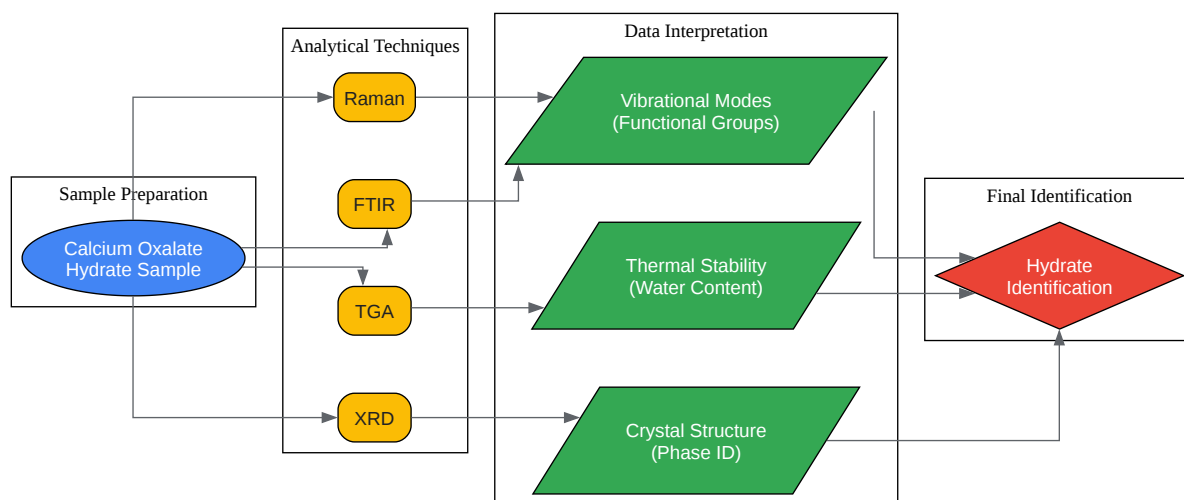 Sample Preparation
Calcium Oxalate
Hydrate Sample
Analytical Techniques
Raman
FTIR
TGA
XRD
Data Interpretation
Vibrational Modes
(Functional Groups)
Thermal Stability
(Water Content)
Crystal Structure
(Phase ID)
Final Identification
Hydrate
Identification